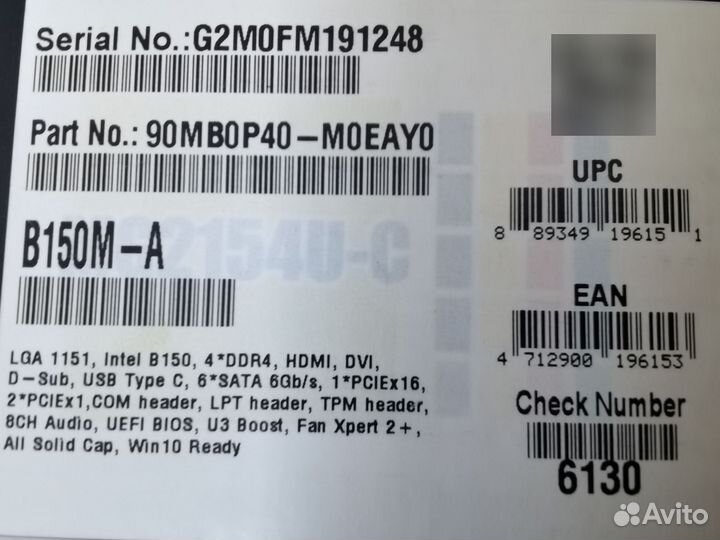 Serial No.:G2M0FM191248
Part No.: 90MB0P40-M0EAY0
B150M-A
LGA 1151, Intel B150, 4*DDR4, HDMI, DVI,
D-Sub, USB Type C, 6*SATA 6Gb/s, 1*PCIEx16,
2*PCIEx1,COM header, LPT header, TPM header,
8CH Audio, UEFI BIOS, U3 Boost, Fan Xpert 2+,
All Solid Cap, Win10 Ready
UPC
8 89349 19615 1
EAN
4 712900 196153
Check Number
6130
Avito